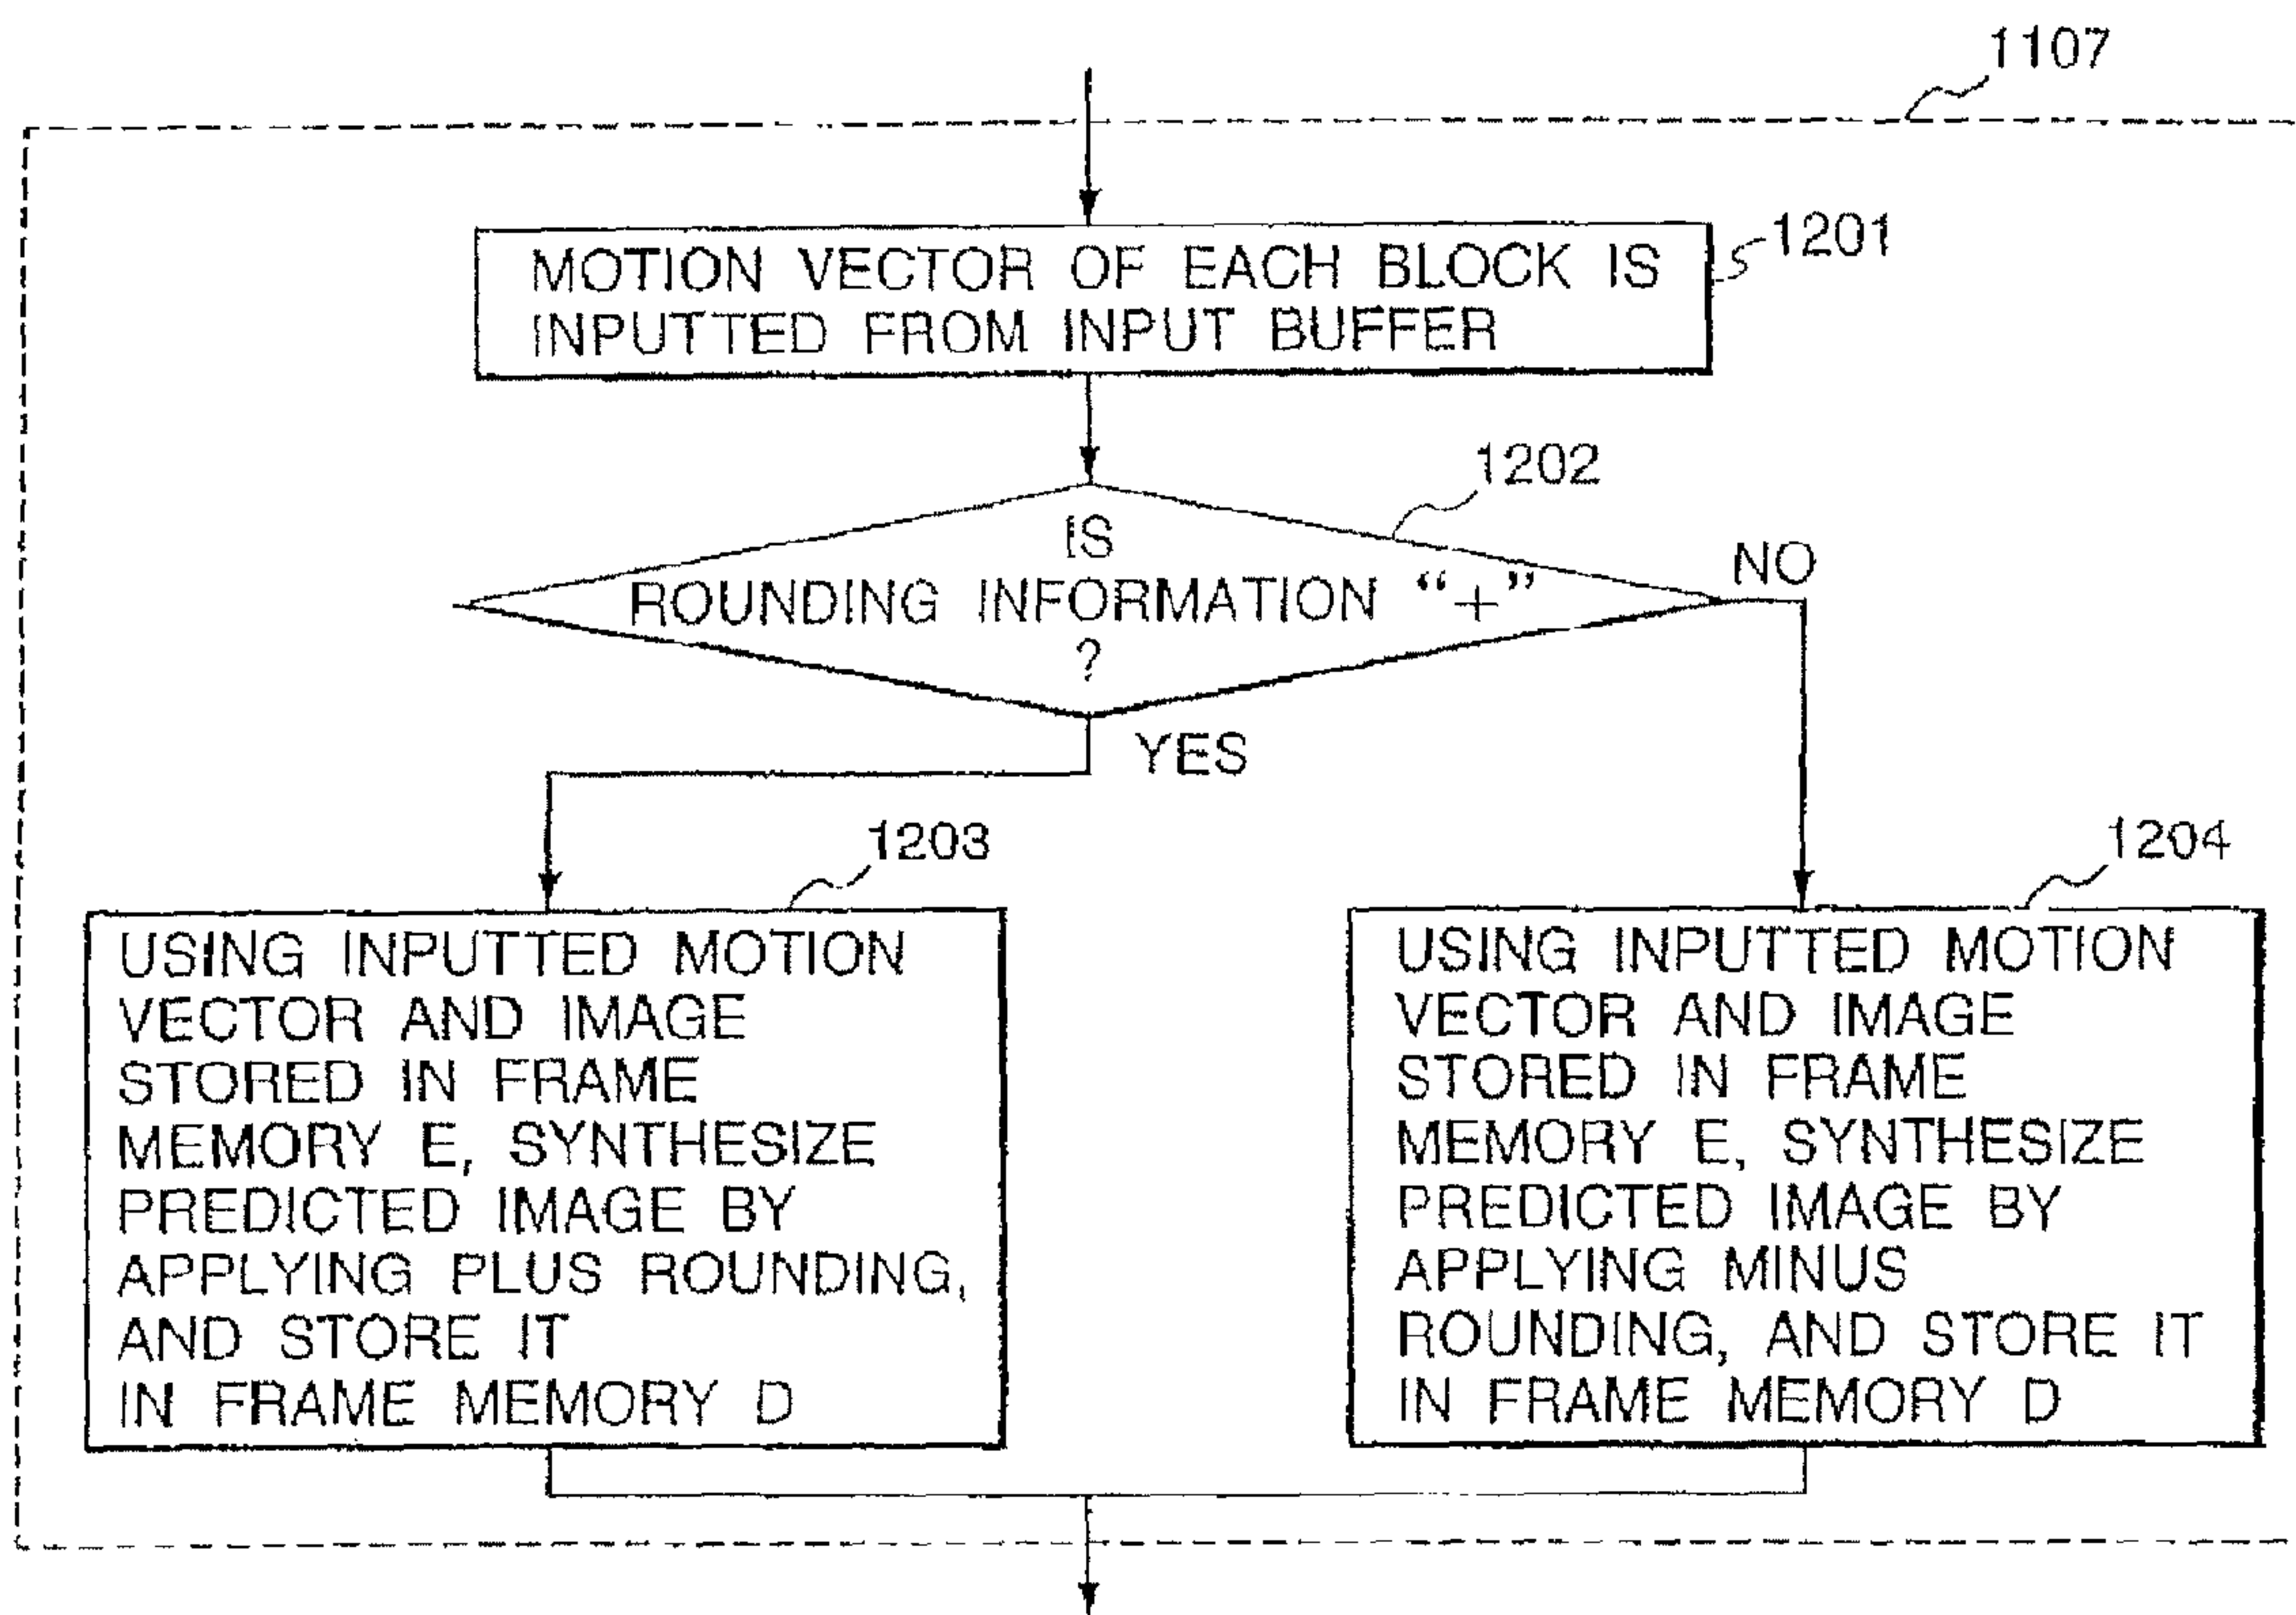 1107
MOTION VECTOR OF EACH BLOCK IS
INPUTTED FROM INPUT BUFFER
1201
1202
IS
ROUNDING INFORMATION “+”
?
NO
YES
1203
USING INPUTTED MOTION
VECTOR AND IMAGE
STORED IN FRAME
MEMORY E, SYNTHESIZE
PREDICTED IMAGE BY
APPLYING PLUS ROUNDING,
AND STORE IT
IN FRAME MEMORY D
1204
USING INPUTTED MOTION
VECTOR AND IMAGE
STORED IN FRAME
MEMORY E, SYNTHESIZE
PREDICTED IMAGE BY
APPLYING MINUS
ROUNDING, AND STORE IT
IN FRAME MEMORY D